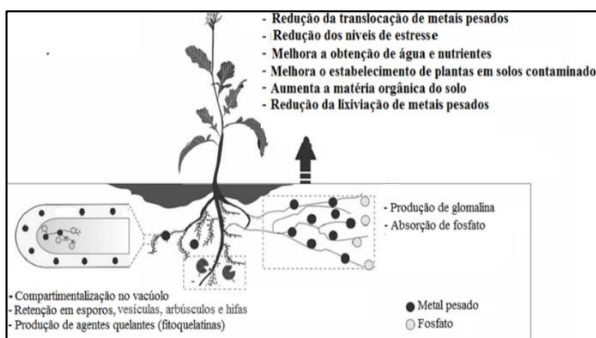 - Redução da translocação de metais pesados
- Redução dos níveis de estresse
- Melhora a obtenção de água e nutrientes
- Melhora o estabelecimento de plantas em solos contaminado
- Aumenta a matéria orgânica do solo
- Redução da lixiviação de metais pesados
- Produção de glomalina
- Absorção de fosfato
- Compartimentalização no vacúolo
- Retenção em esporos, vesículas, arbúsculos e hifas
- Produção de agentes quelantes (fitoquelatinas)
Metal pesado
Fosfato